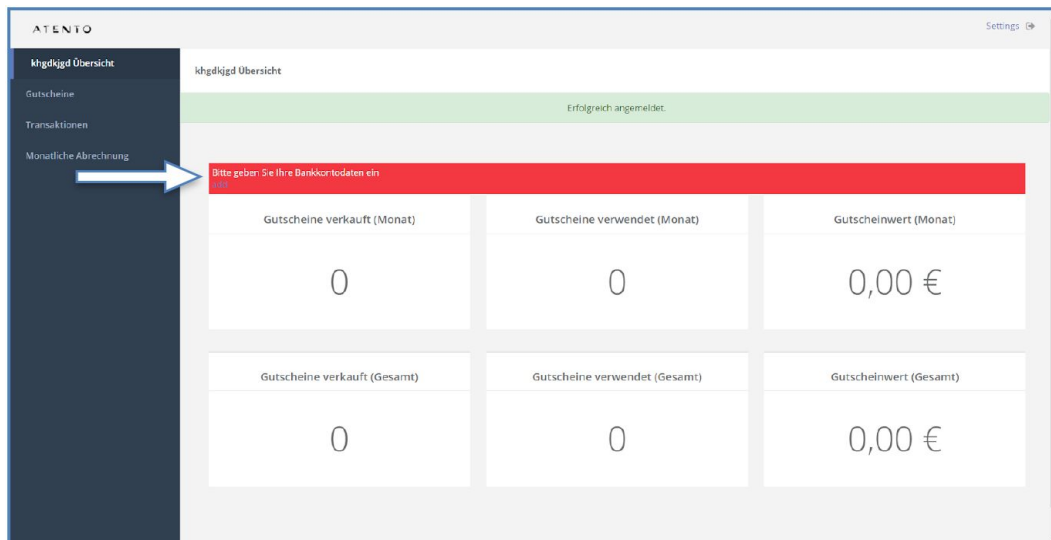 ATENTO
Settings
khgdkjgd Übersicht
Gutscheine
Transaktionen
Monatliche Abrechnung
khgdkjgd Übersicht
Erfolgreich angemeldet.
Bitte geben Sie Ihre Bankkontodaten ein
Gutscheine verkauft (Monat)
Gutscheine verwendet (Monat)
Gutscheinwert (Monat)
0
0
0,00 €
Gutscheine verkauft (Gesamt)
Gutscheine verwendet (Gesamt)
Gutscheinwert (Gesamt)
0
0
0,00 €